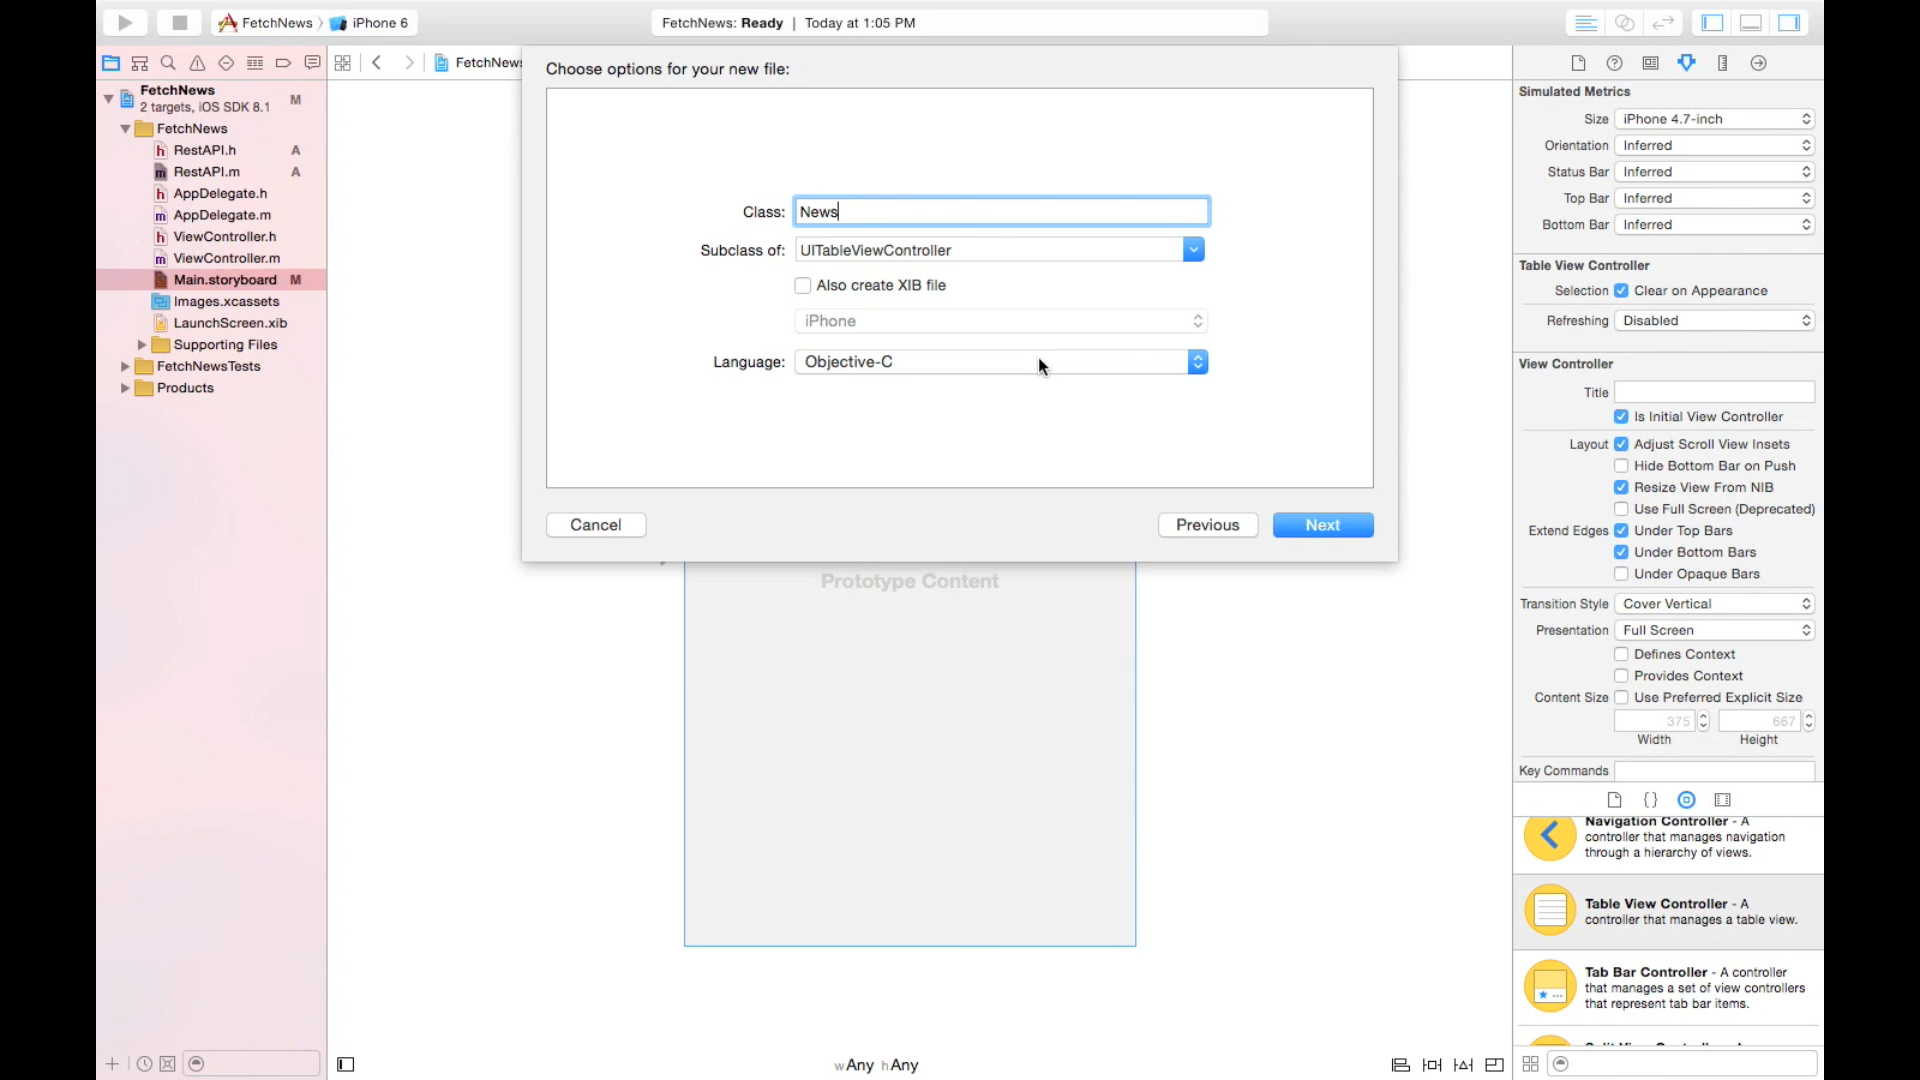 FetchNews 〉 iPhone 6
FetchNews: Ready | Today at 1:05 PM
FetchNews
2 targets, iOS SDK 8.1
M
FetchNews
RestAPI.h A
RestAPI.m A
AppDelegate.h
AppDelegate.m
ViewController.h
ViewController.m
Main.storyboard M
Images.xcassets
LaunchScreen.xib
Supporting Files
FetchNewsTests
Products
FetchNews
Choose options for your new file:
Class: News
Subclass of: UITableViewController
Also create XIB file
iPhone
Language: Objective-C
Cancel
Previous
Next
Prototype Content
wAny hAny
Simulated Metrics
Size iPhone 4.7-inch
Orientation Inferred
Status Bar Inferred
Top Bar Inferred
Bottom Bar Inferred
Table View Controller
Selection Clear on Appearance
Refreshing Disabled
View Controller
Title
Is Initial View Controller
Layout Adjust Scroll View Insets
Hide Bottom Bar on Push
Resize View From NIB
Use Full Screen (Deprecated)
Extend Edges Under Top Bars
Under Bottom Bars
Under Opaque Bars
Transition Style Cover Vertical
Presentation Full Screen
Defines Context
Provides Context
Content Size Use Preferred Explicit Size
375 667
Width Height
Key Commands
{}
Navigation Controller - A
controller that manages navigation
through a hierarchy of views.
Table View Controller - A
controller that manages a table view.
Tab Bar Controller - A controller
that manages a set of view controllers
that represent tab bar items.